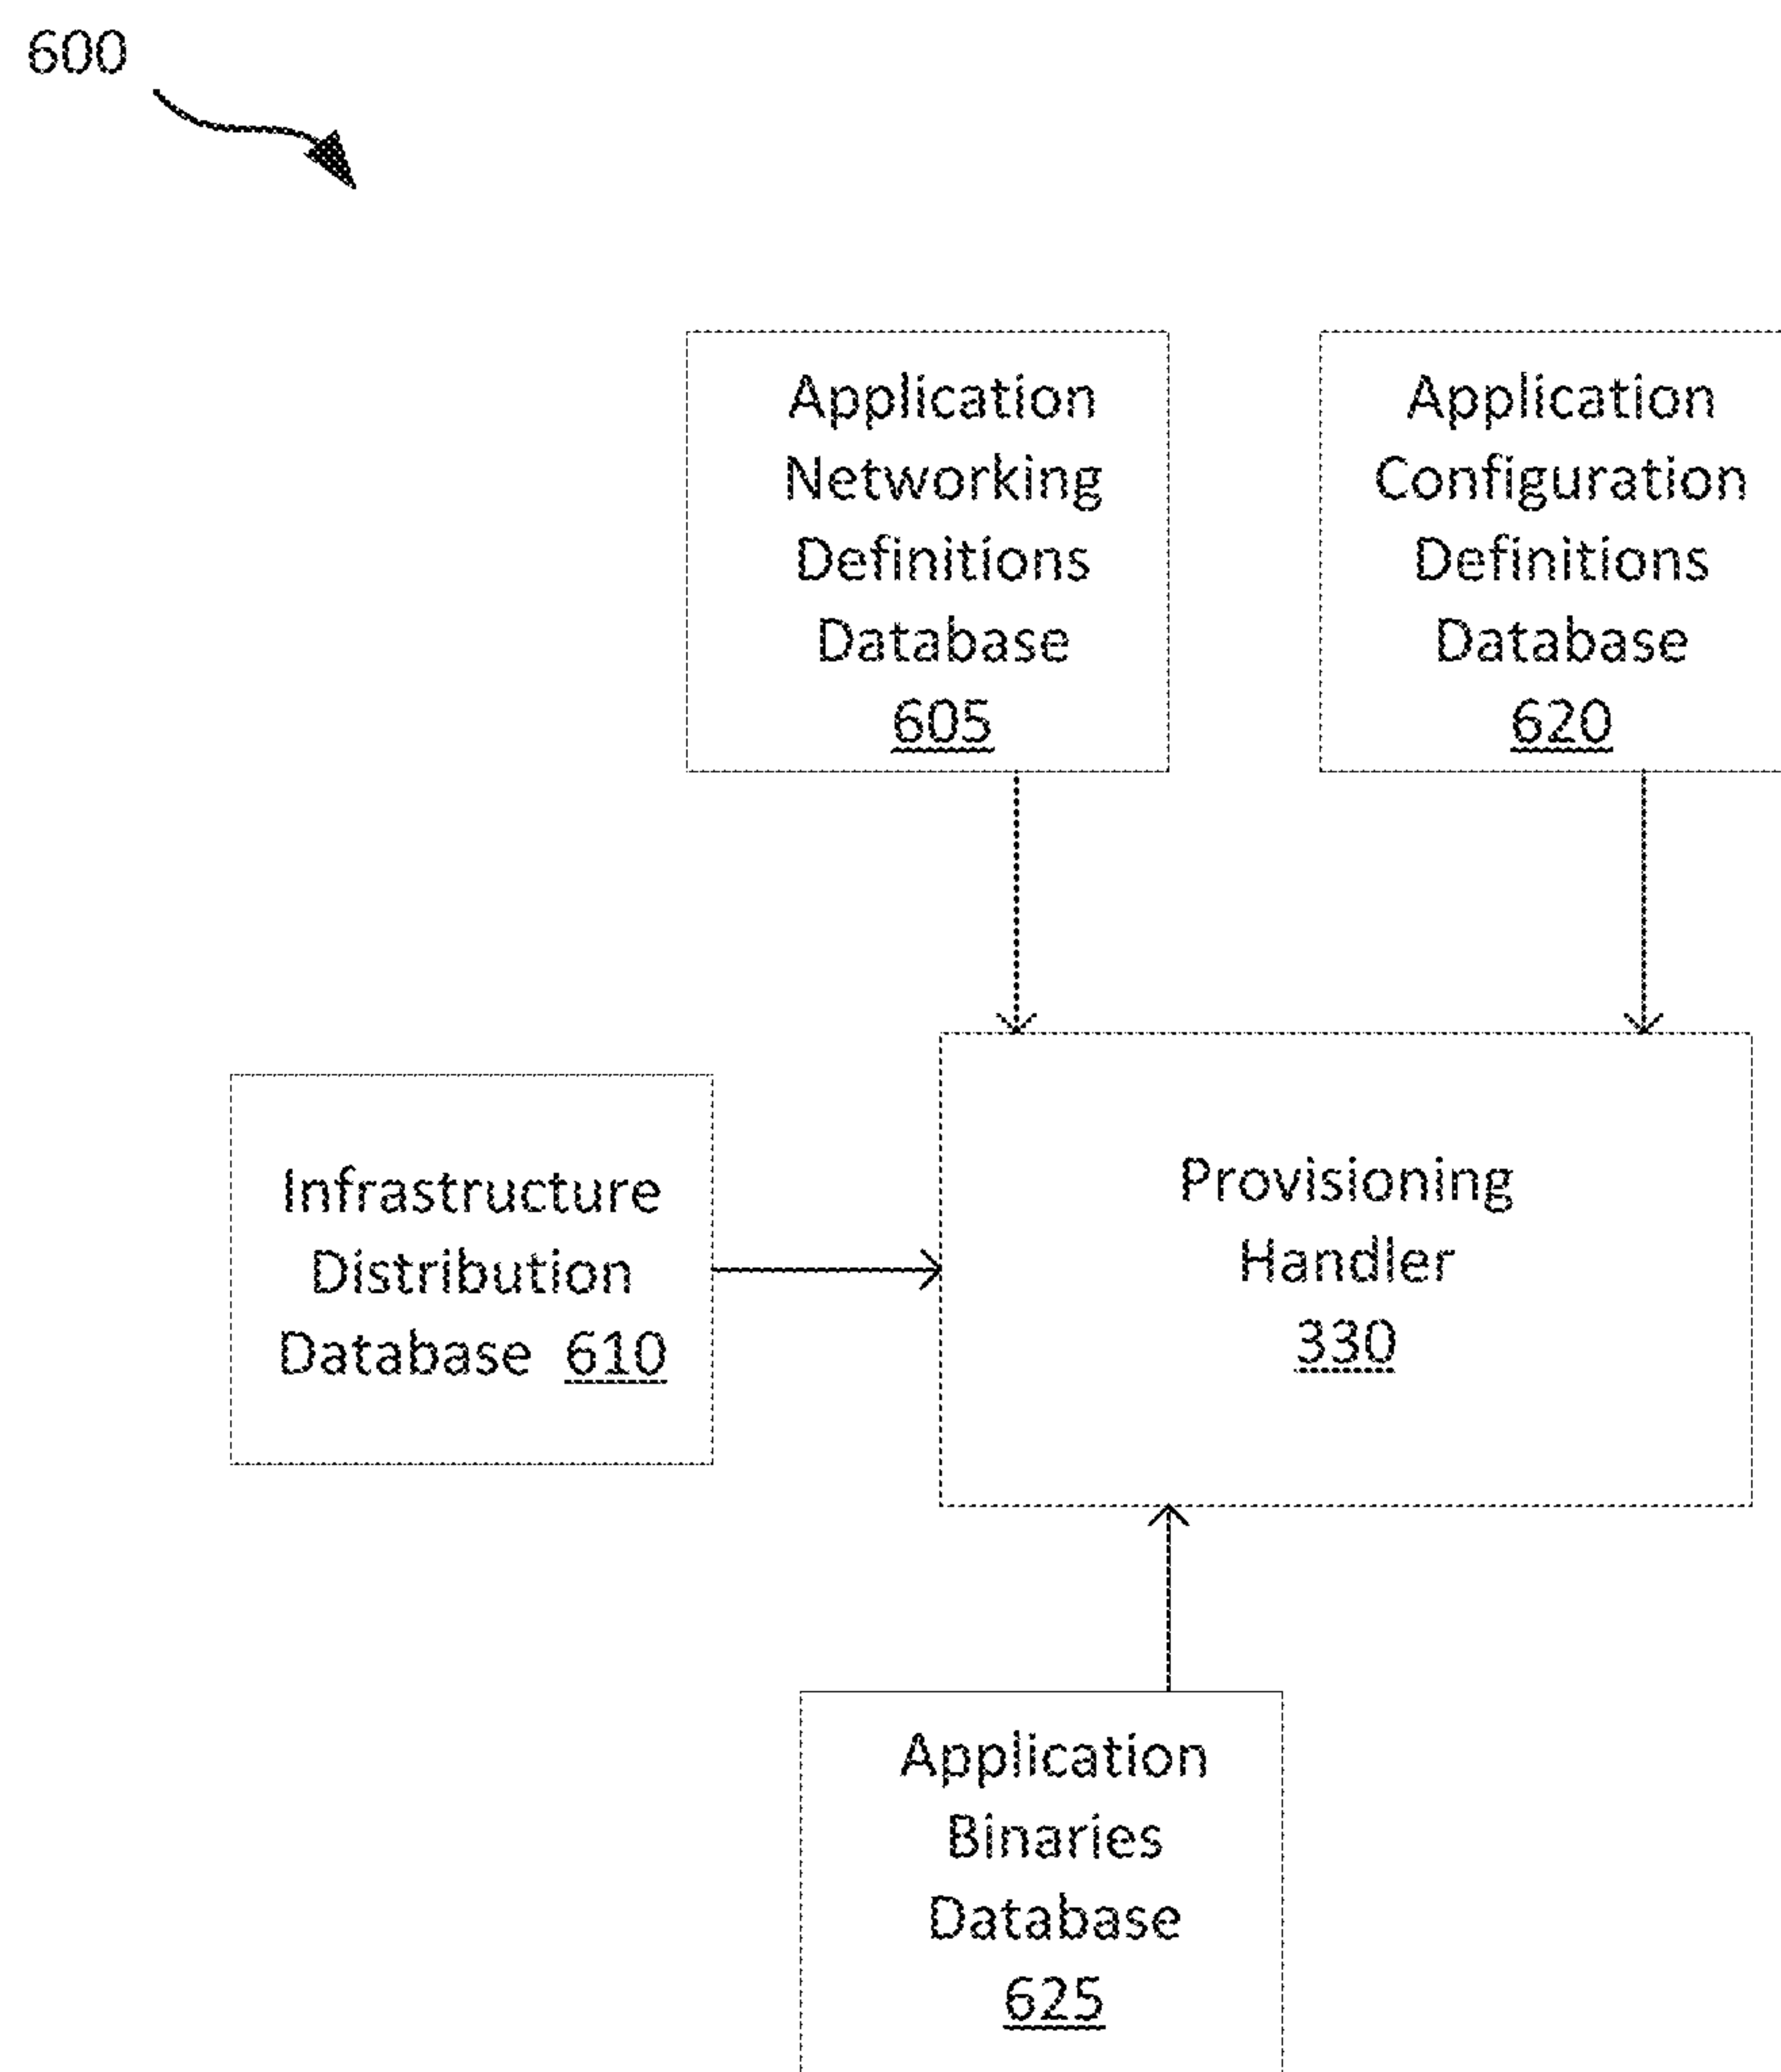 600
Application
Networking
Definitions
Database
605
Application
Configuration
Definitions
Database
620
Infrastructure
Distribution
Database 610
Provisioning
Handler
330
Application
Binaries
Database
625